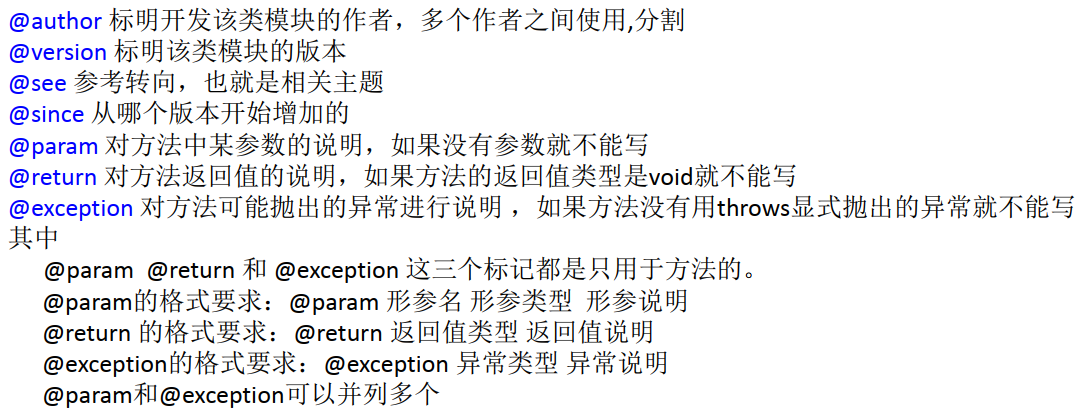 @author 标明开发该类模块的作者，多个作者之间使用,分割
@version 标明该类模块的版本
@see 参考转向，也就是相关主题
@since 从哪个版本开始增加的
@param 对方法中某参数的说明，如果没有参数就不能写
@return 对方法返回值的说明，如果方法的返回值类型是void就不能写
@exception 对方法可能抛出的异常进行说明 ，如果方法没有用throws显式抛出的异常就不能写
其中
@param @return 和 @exception 这三个标记都是只用于方法的。
@param的格式要求：@param 形参名 形参类型 形参说明
@return 的格式要求：@return 返回值类型 返回值说明
@exception的格式要求：@exception 异常类型 异常说明
@param和@exception可以并列多个